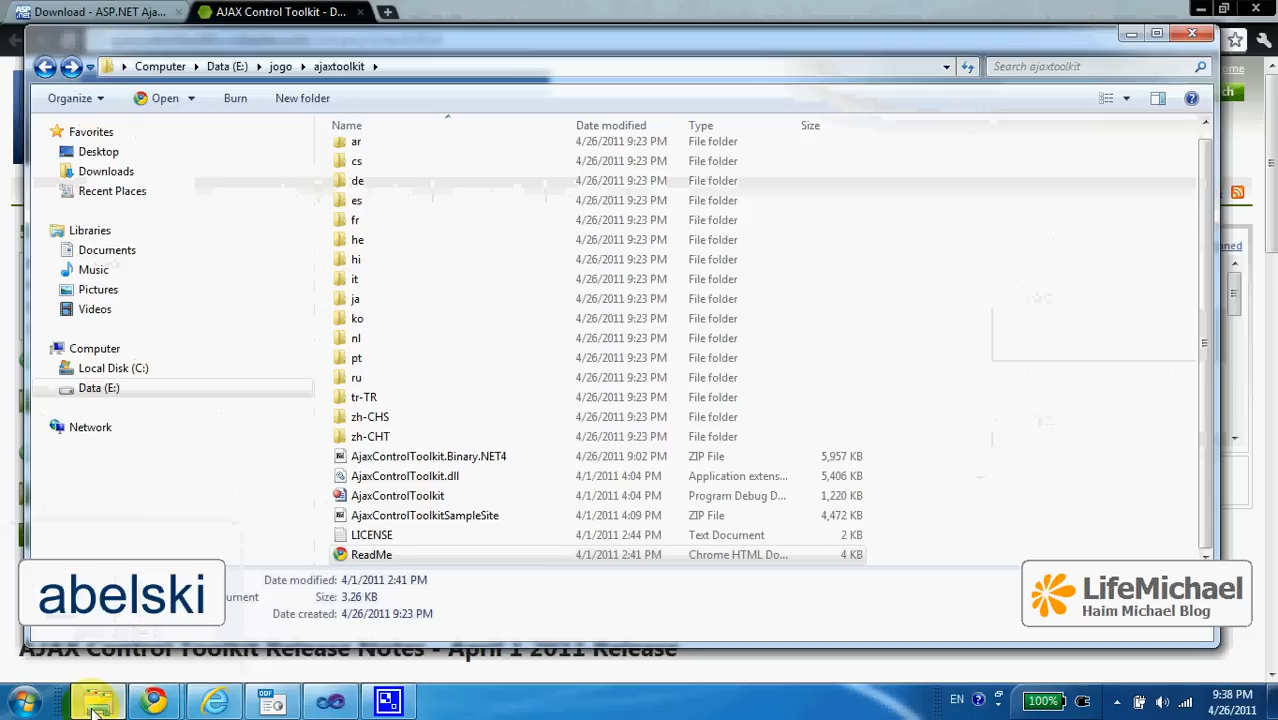 Download - ASP.NET Aja...
AJAX Control Toolkit - D...
Computer
Data (E:)
jogo
ajaxtoolkit
Search ajaxtoolkit
ome
Organize
Open
Burn
New folder
ch
Name
Date modified
Type
Size
Favorites
Desktop
Downloads
Recent Places
Libraries
Documents
Music
Pictures
Videos
Computer
Local Disk (C:)
Data (E:)
Network
ar 4/26/2011 9:23 PM File folder
cs 4/26/2011 9:23 PM File folder
de 4/26/2011 9:23 PM File folder
es 4/26/2011 9:23 PM File folder
fr 4/26/2011 9:23 PM File folder
he 4/26/2011 9:23 PM File folder
hi 4/26/2011 9:23 PM File folder
it 4/26/2011 9:23 PM File folder
ja 4/26/2011 9:23 PM File folder
ko 4/26/2011 9:23 PM File folder
nl 4/26/2011 9:23 PM File folder
pt 4/26/2011 9:23 PM File folder
ru 4/26/2011 9:23 PM File folder
tr-TR 4/26/2011 9:23 PM File folder
zh-CHS 4/26/2011 9:23 PM File folder
zh-CHT 4/26/2011 9:23 PM File folder
AjaxControlToolkit.Binary.NET4 4/26/2011 9:02 PM ZIP File 5,957 KB
AjaxControlToolkit.dll 4/1/2011 4:04 PM Application extens... 5,406 KB
AjaxControlToolkit 4/1/2011 4:04 PM Program Debug D... 1,220 KB
AjaxControlToolkitSampleSite 4/1/2011 4:09 PM ZIP File 4,472 KB
LICENSE 4/1/2011 2:44 PM Text Document 2 KB
ReadMe 4/1/2011 2:41 PM Chrome HTML Do... 4 KB
ned
Date modified: 4/1/2011 2:41 PM
ument Size: 3.26 KB
Date created: 4/26/2011 9:23 PM
abelski
LifeMichael
Haim Michael Blog
AJAX Control Toolkit Release Notes - April 1 2011 Release
ODF
EN
100%
9:38 PM
4/26/2011